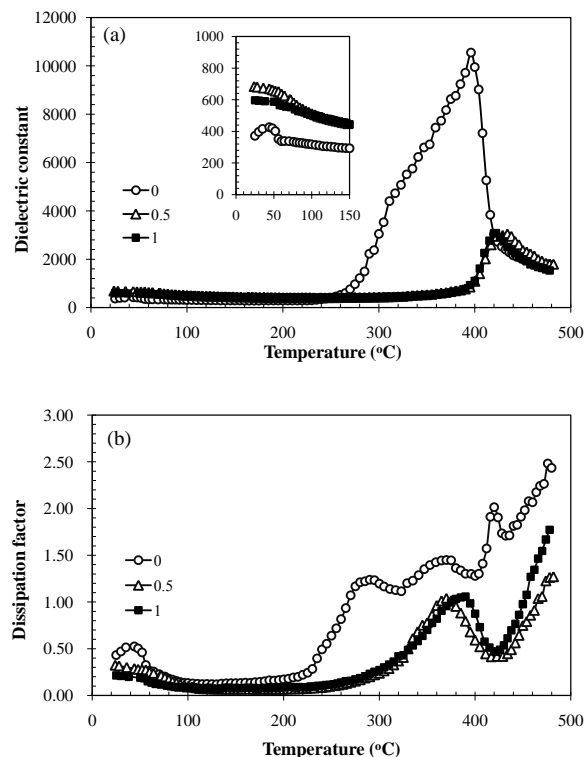 (a)
12000
10000
8000
6000
4000
2000
0
Dielectric constant
1000
800
600
400
200
0
0 50 100 150
0
0.5
1
0 100 200 300 400 500
Temperature (°C)
(b)
3.00
2.50
2.00
1.50
1.00
0.50
0.00
Dissipation factor
0
0.5
1
0 100 200 300 400 500
Temperature (°C)